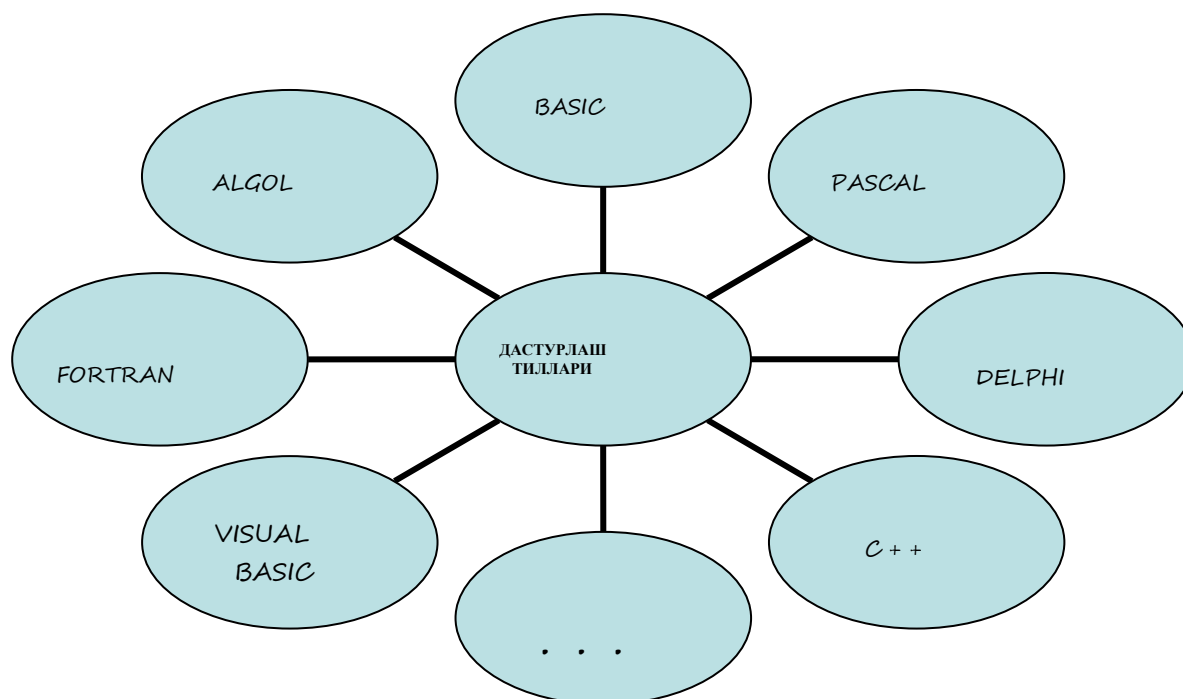 BASIC
ALGOL
PASCAL
ДАСТУРЛАШ
ТИЛЛАРИ
FORTRAN
DELPHI
VISUAL
BASIC
C + +
. . .